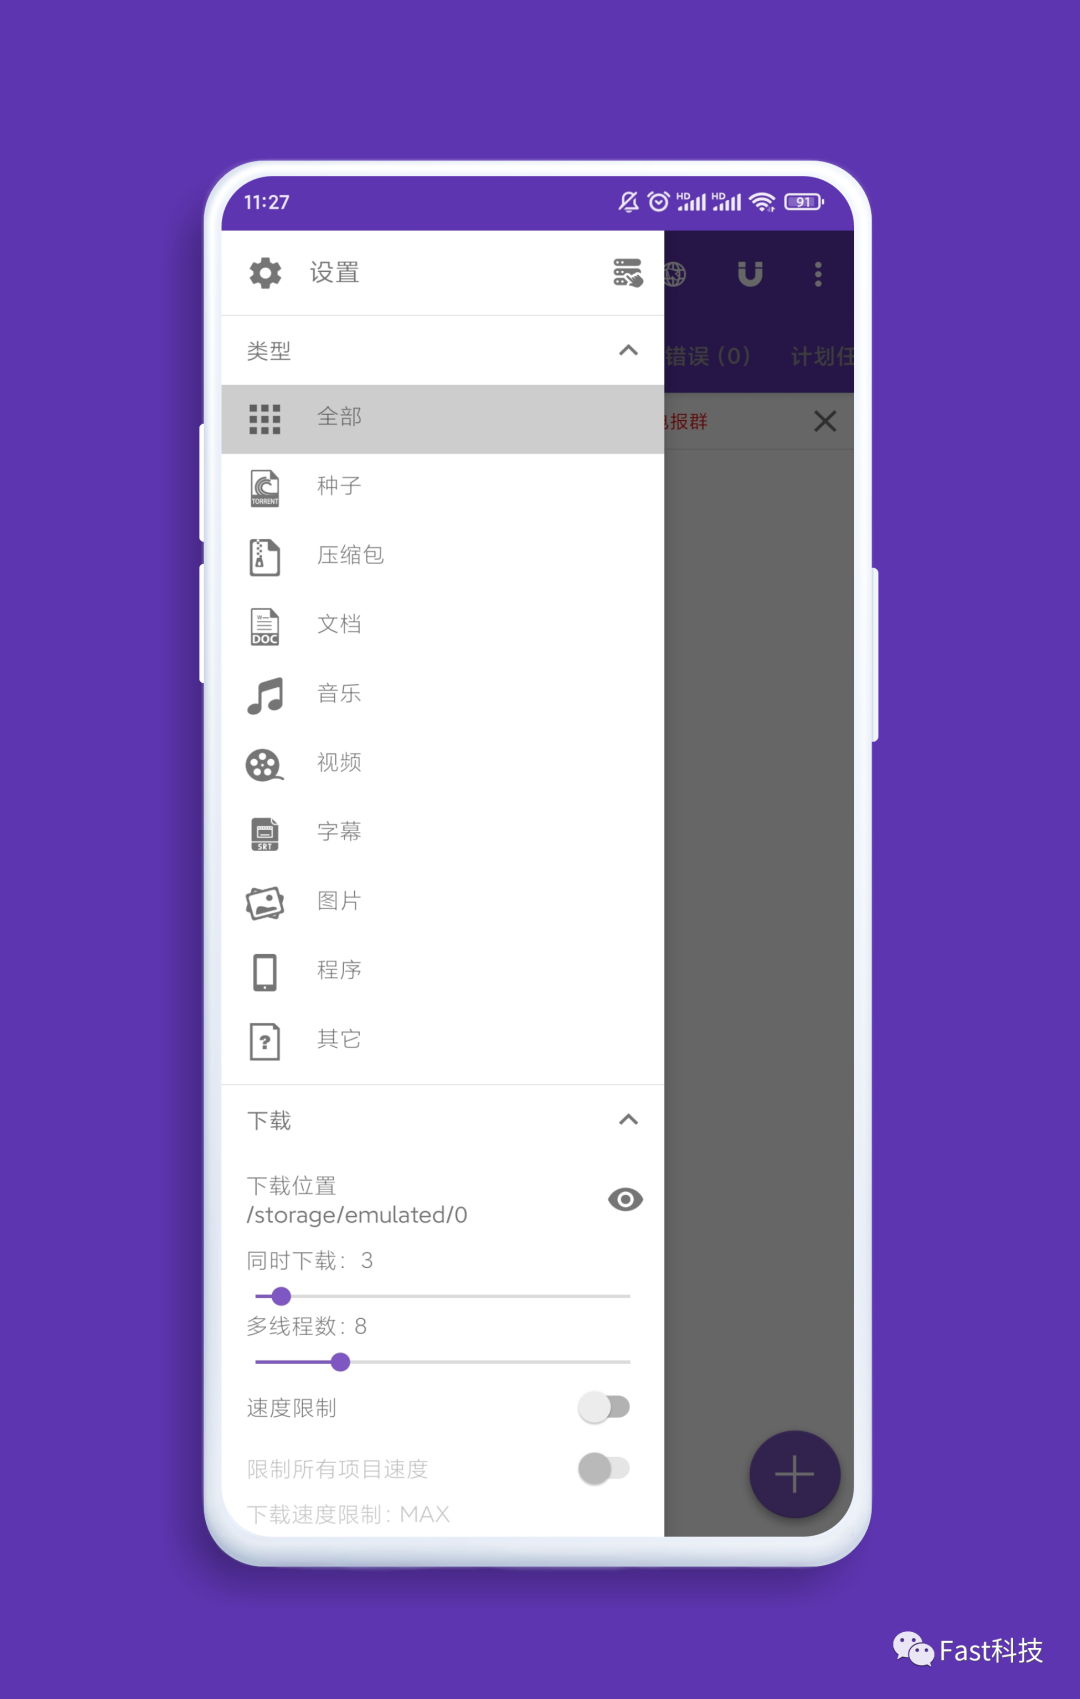 11:27
HD HD 91
设置
类型
错误 (0) 计划任
全部
报群
TORRENT
种子
压缩包
DOC
文档
音乐
视频
SRT
字幕
图片
程序
?
其它
下载
下载位置
/storage/emulated/0
同时下载: 3
多线程数: 8
速度限制
限制所有项目速度
下载速度限制: MAX
Fast科技